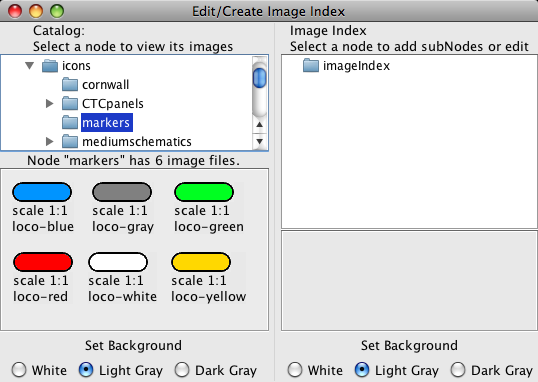 Edit/Create Image Index
Catalog:
Select a node to view its images
icons
cornwall
CTCpanels
markers
mediumschematics
Node "markers" has 6 image files.
scale 1:1
loco-blue
scale 1:1
loco-gray
scale 1:1
loco-green
scale 1:1
loco-red
scale 1:1
loco-white
scale 1:1
loco-yellow
Set Background
White Light Gray Dark Gray
Image Index
Select a node to add subNodes or edit
imageIndex
Set Background
White Light Gray Dark Gray